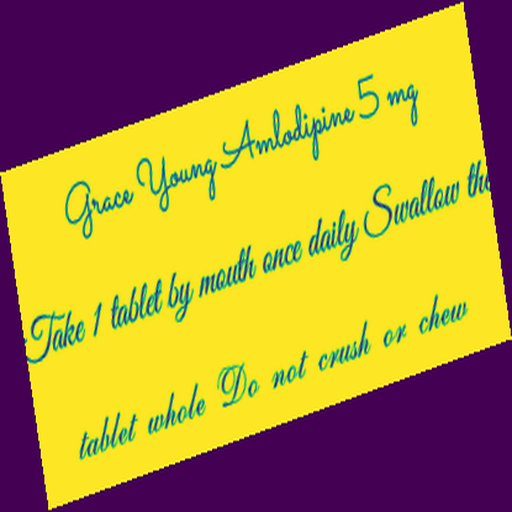 Grace Young Amlodipine 5 mg
Take 1 tablet by mouth once daily Swallow the
tablet whole Do not crush or chew